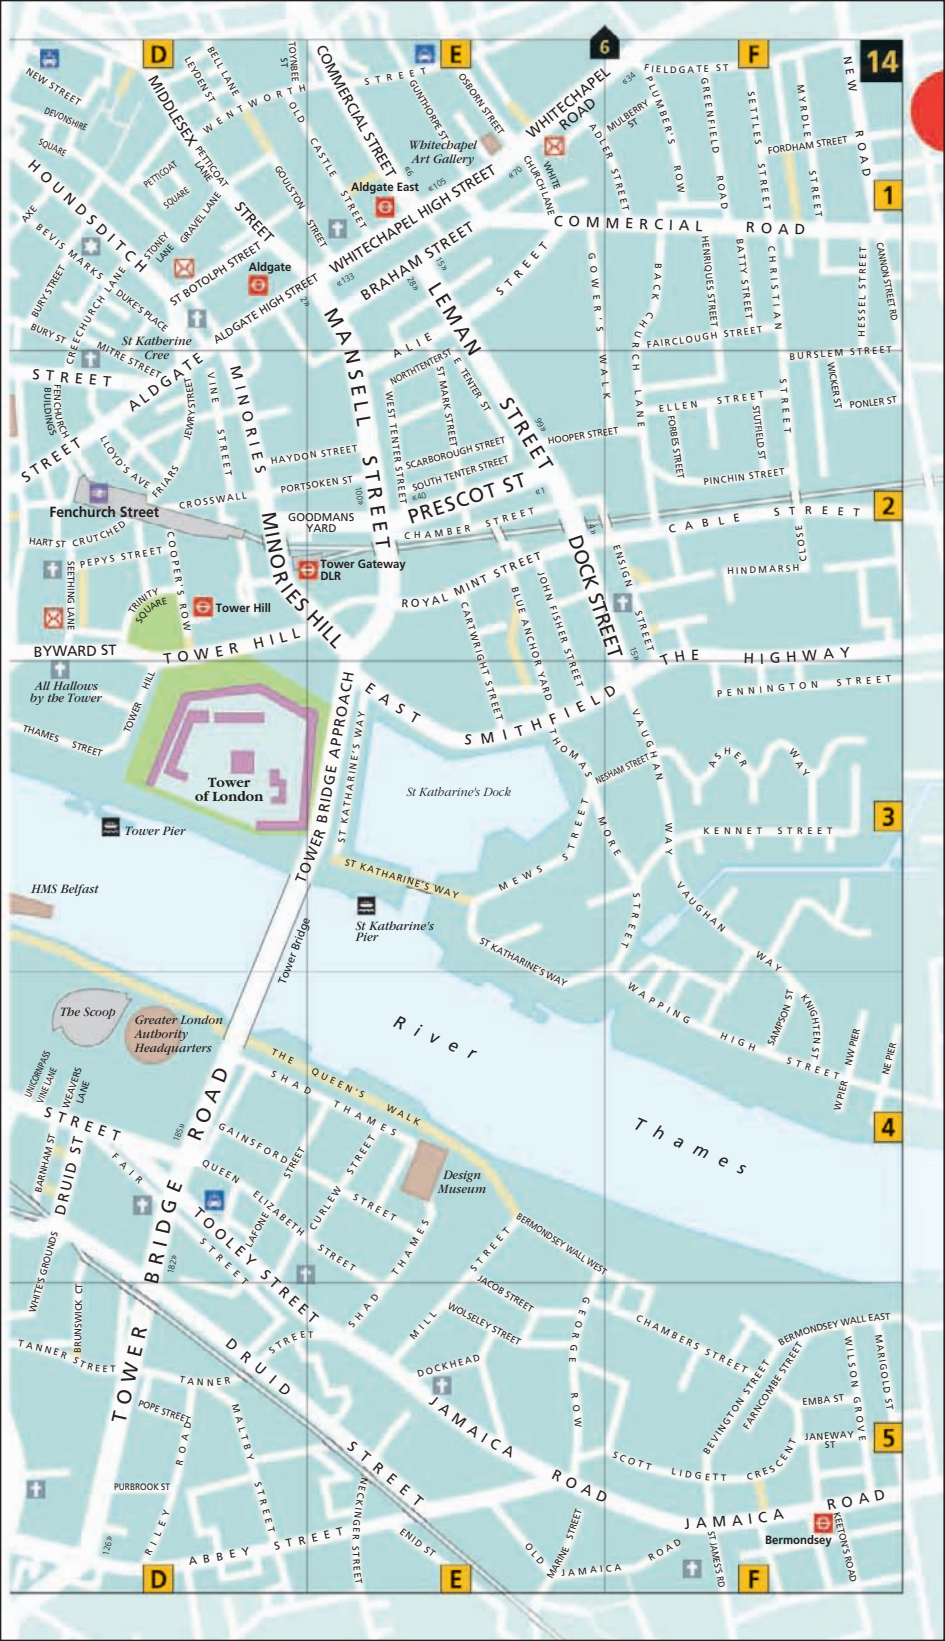 D
E
6
F
14
NEW STREET
DEVONSHIRE
SQUARE
HOUNDSDITCH
MIDDLESEX
STREET
LEYDEN ST
BELL LANE
TOYNBEE
ST
WENTWORTH
STREET
COMMERCIAL STREET
GUNTHORPE ST
OSBORN STREET
WHITECHAPEL
ROAD
«34
FIELDGATE ST
PLUMBER'S
ROW
GREENFIELD
ROAD
SETTLES
STREET
MYRDLE
STREET
NEW
ROAD
MULBERRY
ST
ADLER STREET
FORDHAM STREET
OLD
CASTLE
STREET
GOULSTON
STREET
PETTICOAT
LANE
PETTICOAT
SQUARE
GRAVEL LANE
STONEY
LANE
Whitechapel
Art Gallery
«6
«105
«70
Aldgate East
WHITE
CHURCH LANE
1
AXE
BEVIS MARKS
BURY STREET
BURY ST
CREECHURCH LANE
DUKE'S PLACE
MITRE STREET
ST BOTOLPH STREET
Aldgate
ALDGATE HIGH STREET
WHITECHAPEL HIGH STREET
«133
2»
BRAHAM STREET
15»
28»
COMMERCIAL ROAD
STREET
GOWER'S
WALK
BACK CHURCH LANE
HENRIQUES STREET
BATTY STREET
CHRISTIAN
STREET
HESSEL STREET
CANNON STREET RD
FAIRCLOUGH STREET
BURSLEM STREET
St Katherine
Cree
STREET
ALDGATE
FENCHURCH
BUILDINGS
STREET
LLOYD'S AVE
JEWRY STREET
FRIARS
VINE
STREET
MINORIES
MANSELL
STREET
ALIE
LEMAN
STREET
NORTHTENTER ST
E TENTER ST
ST MARK STREET
WEST TENTER STREET
ELLEN STREET
FORBES STREET
STUTFIELD ST
WICKER ST
PONLER ST
HAYDON STREET
SCARBOROUGH STREET
SOUTH TENTER STREET
99»
HOOPER STREET
PINCHIN STREET
PORTSOKEN ST
100»
«40
PRESCOT ST
«1
CROSSWALL
Fenchurch Street
GOODMANS
YARD
CHAMBER STREET
CABLE STREET
2
HART ST
CRUTCHED
PEPYS STREET
COOPER'S ROW
SEETHING LANE
TRINITY
SQUARE
Tower Gateway
DLR
Tower Hill
MINORIES HILL
ROYAL MINT STREET
CARTWRIGHT STREET
BLUE ANCHOR YARD
JOHN FISHER STREET
DOCK STREET
ENSIGN
STREET
HINDMARSH
CLOSE
15»
BYWARD ST
TOWER HILL
THE HIGHWAY
All Hallows
by the Tower
TOWER
HILL
THAMES STREET
EAST
SMITHFIELD
PENNINGTON STREET
TOWER BRIDGE APPROACH
ST KATHARINE'S WAY
Tower
of London
St Katharine's Dock
THOMAS
MORE
STREET
NESHAM STREET
VAUGHAN
WAY
ASHER WAY
3
KENNET STREET
Tower Pier
ST KATHARINE'S WAY
MEWS STREET
HMS Belfast
St Katharine's
Pier
Tower Bridge
ST KATHARINE'S WAY
VAUGHAN
WAY
WAPPING
HIGH
STREET
SAMPSON ST
KNIGHTEN ST
NW PIER
NE PIER
W PIER
The Scoop
Greater London
Authority
Headquarters
River
Thames
THE QUEEN'S WALK
SHAD THAMES
UNICORNPASS
VINE LANE
WEAVERS
LANE
STREET
FAIR
STREET
BARNHAM ST
DRUID ST
185»
ROAD
GAINSFORD
STREET
QUEEN
ELIZABETH
STREET
LAFONE
CURLEW STREET
STREET
Design
Museum
4
BRIDGE
182»
TOOLEY STREET
SHAD THAMES
BERMONDSEY WALL WEST
MILL STREET
JACOB STREET
WOLSELEY STREET
GEORGE
ROW
WHITE'S GROUNDS
BRUNSWICK CT
TANNER STREET
TOWER
TANNER
STREET
DRUID
STREET
DOCKHEAD
CHAMBERS STREET
BERMONDSEY WALL EAST
BEVINGTON STREET
FARNCOMBE STREET
WILSON GROVE
MARIGOLD ST
EMBA ST
JANEWAY
ST
POPE STREET
MALTBY
STREET
RILEY
ROAD
PURBROOK ST
JAMAICA
ROAD
SCOTT LIDGETT CRESCENT
5
126»
ABBEY STREET
NECKINGER STREET
ENID ST
OLD
JAMAICA
ROAD
MARINE STREET
JAMAICA ROAD
Bermondsey
ST JAMES'S RD
KEETON'S ROAD
D
E
F